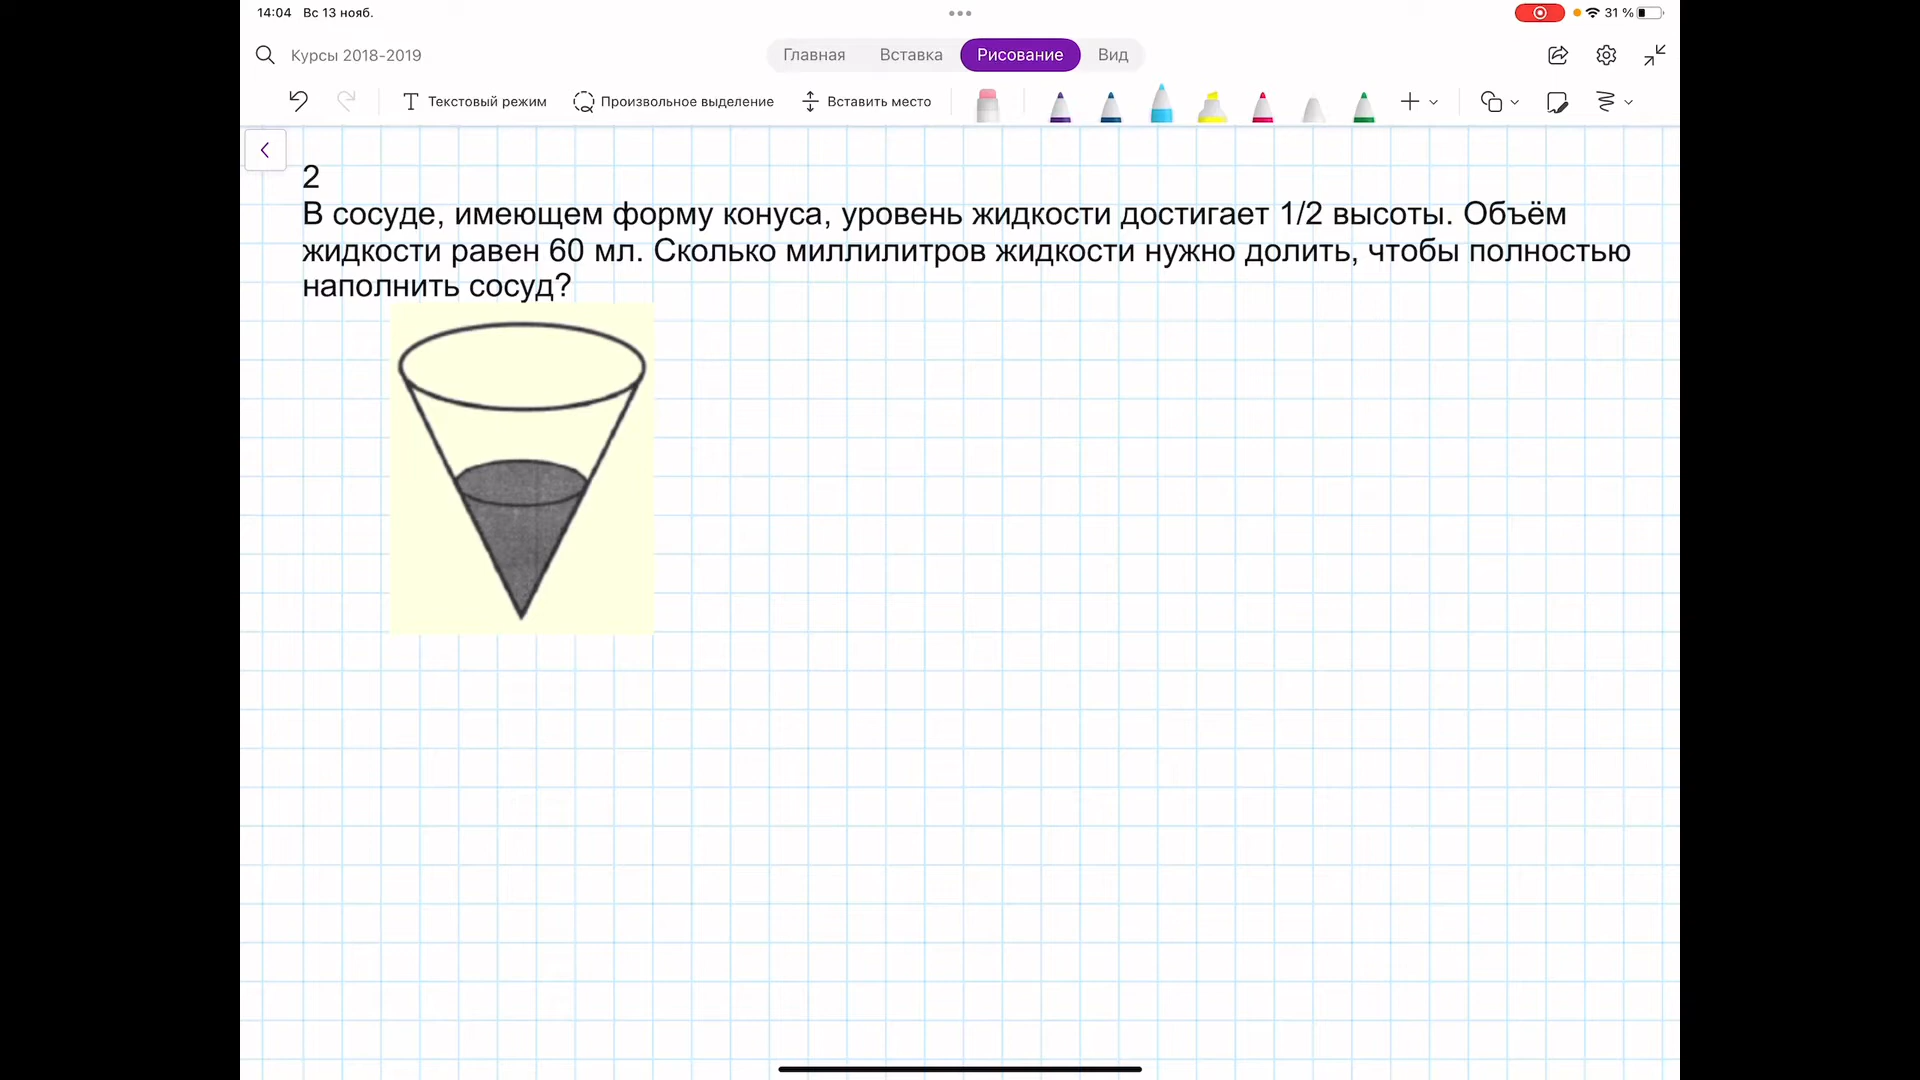 14:04 Вс 13 нояб.
31 %
Курсы 2018-2019
Главная Вставка Рисование Вид
Текстовый режим Произвольное выделение Вставить место
2
В сосуде, имеющем форму конуса, уровень жидкости достигает 1/2 высоты. Объём
жидкости равен 60 мл. Сколько миллилитров жидкости нужно долить, чтобы полностью
наполнить сосуд?